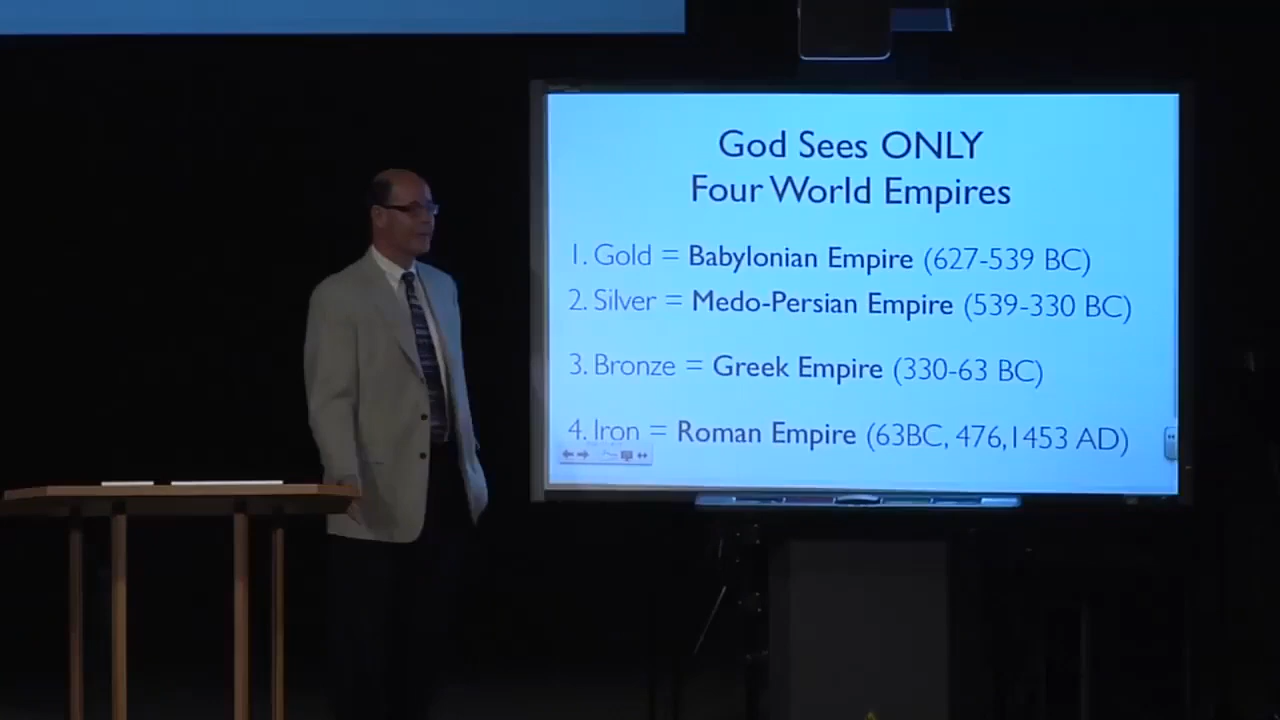 God Sees ONLY
Four World Empires
1. Gold = Babylonian Empire (627-539 BC)
2. Silver = Medo-Persian Empire (539-330 BC)
3. Bronze = Greek Empire (330-63 BC)
4. Iron = Roman Empire (63BC, 476,1453 AD)